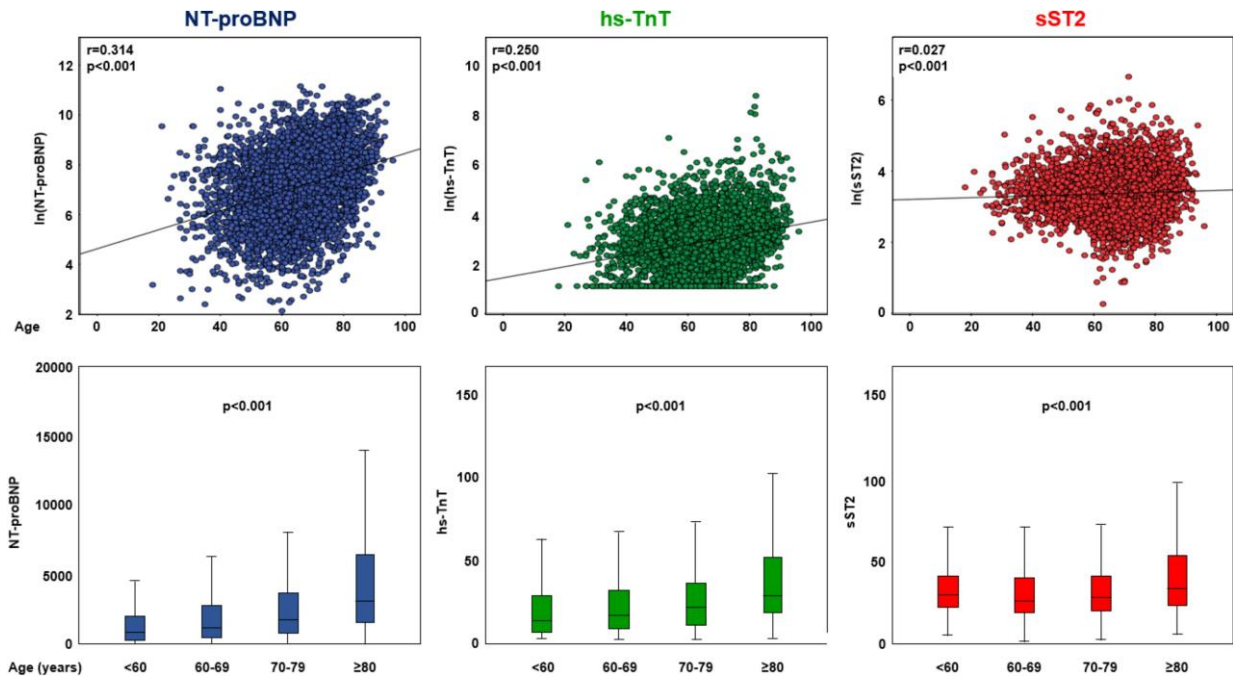 NT-proBNP
hs-TnT
sST2
r=0.314
p<0.001
ln(NT-proBNP)
12
10
8
6
4
2
Age
0 20 40 60 80 100
r=0.250
p<0.001
ln(hs-TnT)
10
8
6
4
2
0
0 20 40 60 80 100
r=0.027
p<0.001
ln(sST2)
6
4
2
0
0 20 40 60 80 100
p<0.001
NT-proBNP
20000
15000
10000
5000
0
Age (years)
<60 60-69 70-79 ≥80
p<0.001
hs-TnT
150
100
50
0
<60 60-69 70-79 ≥80
p<0.001
sST2
150
100
50
0
<60 60-69 70-79 ≥80